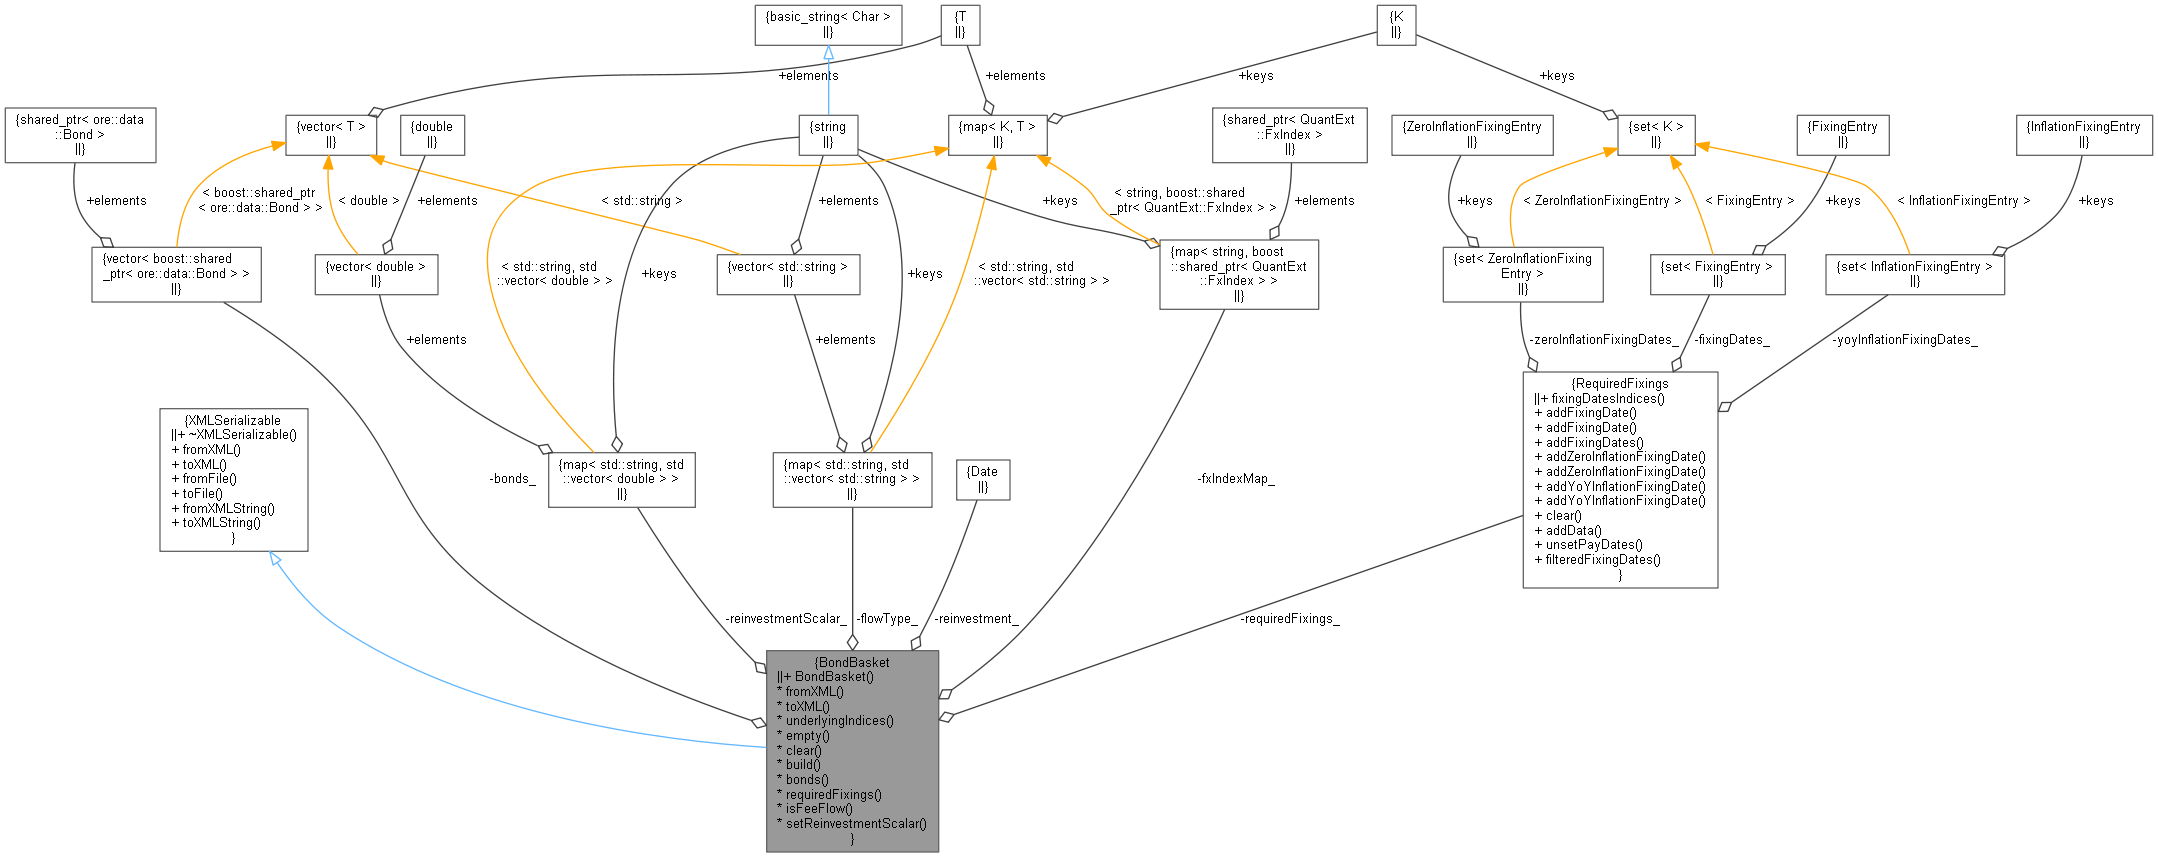 {basic_string< Char >
||}
{T
||}
{K
||}
+elements
+elements
+keys
+keys
{shared_ptr< ore::data
::Bond >
||}
{vector< T >
||}
{double
||}
{string
||}
{map< K, T >
||}
{shared_ptr< QuantExt
::FxIndex >
||}
{ZeroInflationFixingEntry
||}
{set< K >
||}
{FixingEntry
||}
{InflationFixingEntry
||}
+elements
< boost::shared_ptr
< ore::data::Bond > >
< double >
+elements
< std::string >
+elements
+keys
< string, boost::shared
_ptr< QuantExt::FxIndex > >
+elements
+keys
< ZeroInflationFixingEntry >
< FixingEntry >
+keys
< InflationFixingEntry >
+keys
{vector< boost::shared
_ptr< ore::data::Bond > >
||}
{vector< double >
||}
< std::string, std
::vector< double > >
+keys
{vector< std::string >
||}
+keys
< std::string, std
::vector< std::string > >
{map< string, boost
::shared_ptr< QuantExt
::FxIndex > >
||}
{set< ZeroInflationFixing
Entry >
||}
{set< FixingEntry >
||}
{set< InflationFixingEntry >
||}
+elements
+elements
-zeroInflationFixingDates_
-fixingDates_
-yoyInflationFixingDates_
{XMLSerializable
||+ ~XMLSerializable()
+ fromXML()
+ toXML()
+ fromFile()
+ toFile()
+ fromXMLString()
+ toXMLString()
}
-bonds_
{map< std::string, std
::vector< double > >
||}
{map< std::string, std
::vector< std::string > >
||}
{Date
||}
-fxIndexMap_
{RequiredFixings
||+ fixingDatesIndices()
+ addFixingDate()
+ addFixingDate()
+ addFixingDates()
+ addZeroInflationFixingDate()
+ addZeroInflationFixingDate()
+ addYoYInflationFixingDate()
+ addYoYInflationFixingDate()
+ clear()
+ addData()
+ unsetPayDates()
+ filteredFixingDates()
}
-reinvestmentScalar_
-flowType_
-reinvestment_
-requiredFixings_
{BondBasket
||+ BondBasket()
* fromXML()
* toXML()
* underlyingIndices()
* empty()
* clear()
* build()
* bonds()
* requiredFixings()
* isFeeFlow()
* setReinvestmentScalar()
}